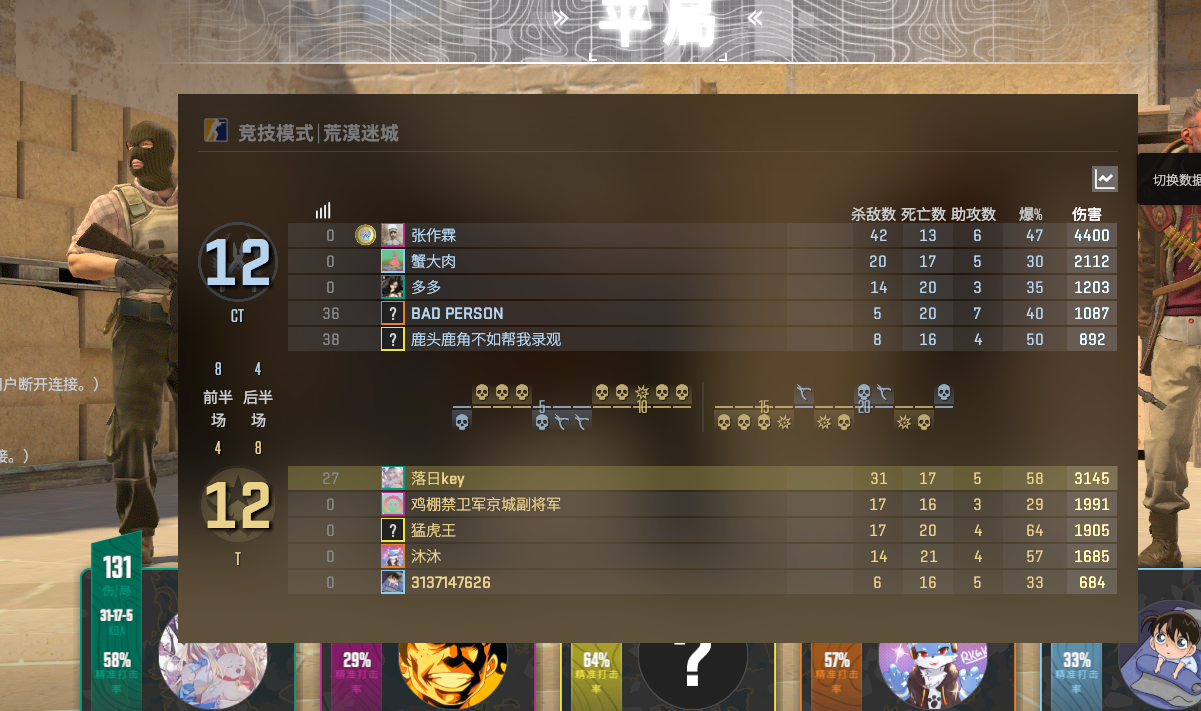 平局
竞技模式 | 荒漠迷城
切换数据
杀敌数 死亡数 助攻数 爆% 伤害
12
CT
0 张作霖 42 13 6 47 4400
0 蟹大肉 20 17 5 30 2112
0 多多 14 20 3 35 1203
36 ? BAD PERSON 5 20 7 40 1087
38 ? 鹿头鹿角不如帮我录观 8 16 4 50 892
户断开连接。)
接。)
8 4
前半场 后半场
4 8
5 10 15 20
12
T
27 落日key 31 17 5 58 3145
0 鸡棚禁卫军京城副将军 17 16 3 29 1991
0 ? 猛虎王 17 20 4 64 1905
0 沐沐 14 21 4 57 1685
0 3137147626 6 16 5 33 684
131
伤/局
31-17-5
KDA
58%
精准打击率
29%
精准打击率
64%
精准打击率
?
57%
精准打击率
33%
精准打击率